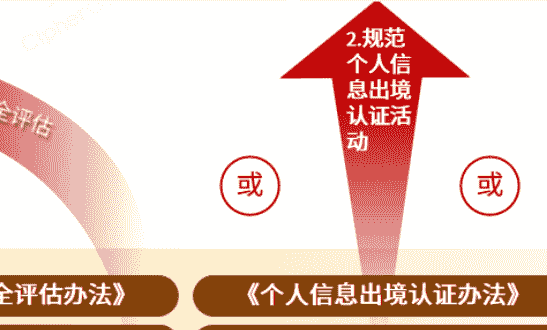 2.规范
个人信
息出境
认证活
动
全评估
或
或
全评估办法》
《个人信息出境认证办法》